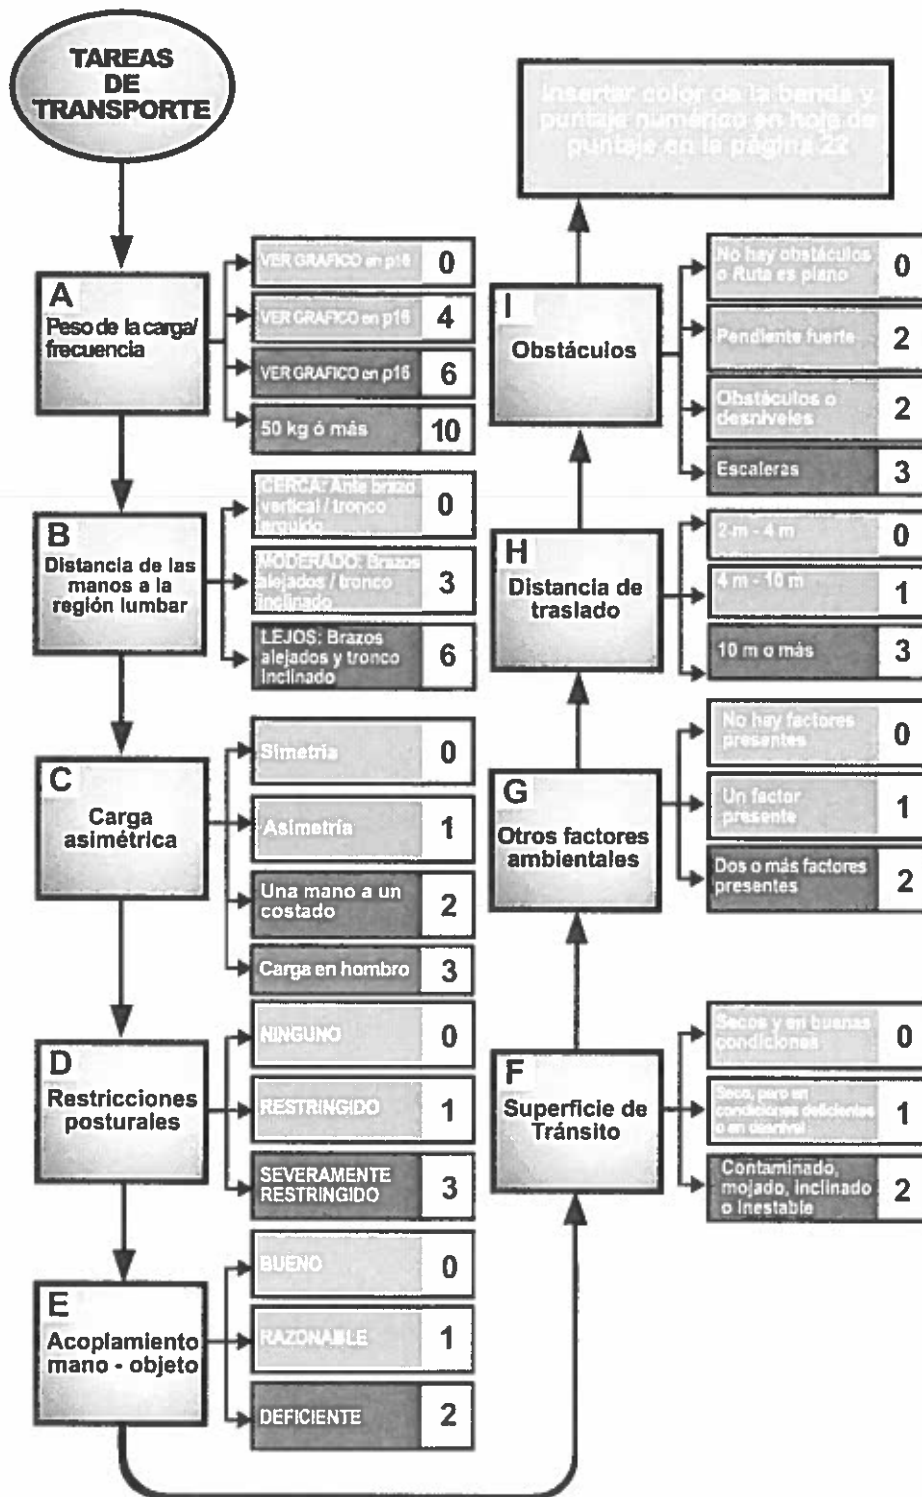 TAREAS
DE
TRANSPORTE
A
Peso de la carga/
frecuencia
VER GRAFICO en p16
0
VER GRAFICO en p16
4
VER GRAFICO en p16
6
50 kg ó más
10
B
Distancia de las
manos a la
región lumbar
CERCA: Ante brazo
vertical / tronco
erguido
0
MODERADO: Brazos
alejados / tronco
inclinado
3
LEJOS: Brazos
alejados y tronco
inclinado
6
C
Carga
asimétrica
Simetría
0
Asimetría
1
Una mano a un
costado
2
Carga en hombro
3
D
Restricciones
posturales
NINGUNO
0
RESTRINGIDO
1
SEVERAMENTE
RESTRINGIDO
3
E
Acoplamiento
mano - objeto
BUENO
0
RAZONABLE
1
DEFICIENTE
2
F
Superficie de
Tránsito
Secos y en buenas
condiciones
0
Seco, pero en
condiciones deficientes
o en desnivel
1
Contaminado,
mojado, inclinado
o Inestable
2
G
Otros factores
ambientales
No hay factores
presentes
0
Un factor
presente
1
Dos o más factores
presentes
2
H
Distancia de
traslado
2 m - 4 m
0
4 m - 10 m
1
10 m o más
3
I
Obstáculos
No hay obstáculos
o Ruta es plano
0
Pendiente fuerte
2
Obstáculos o
desniveles
2
Escaleras
3
Insertar color de la banda y
puntaje numérico en hoja de
puntaje en la página 22